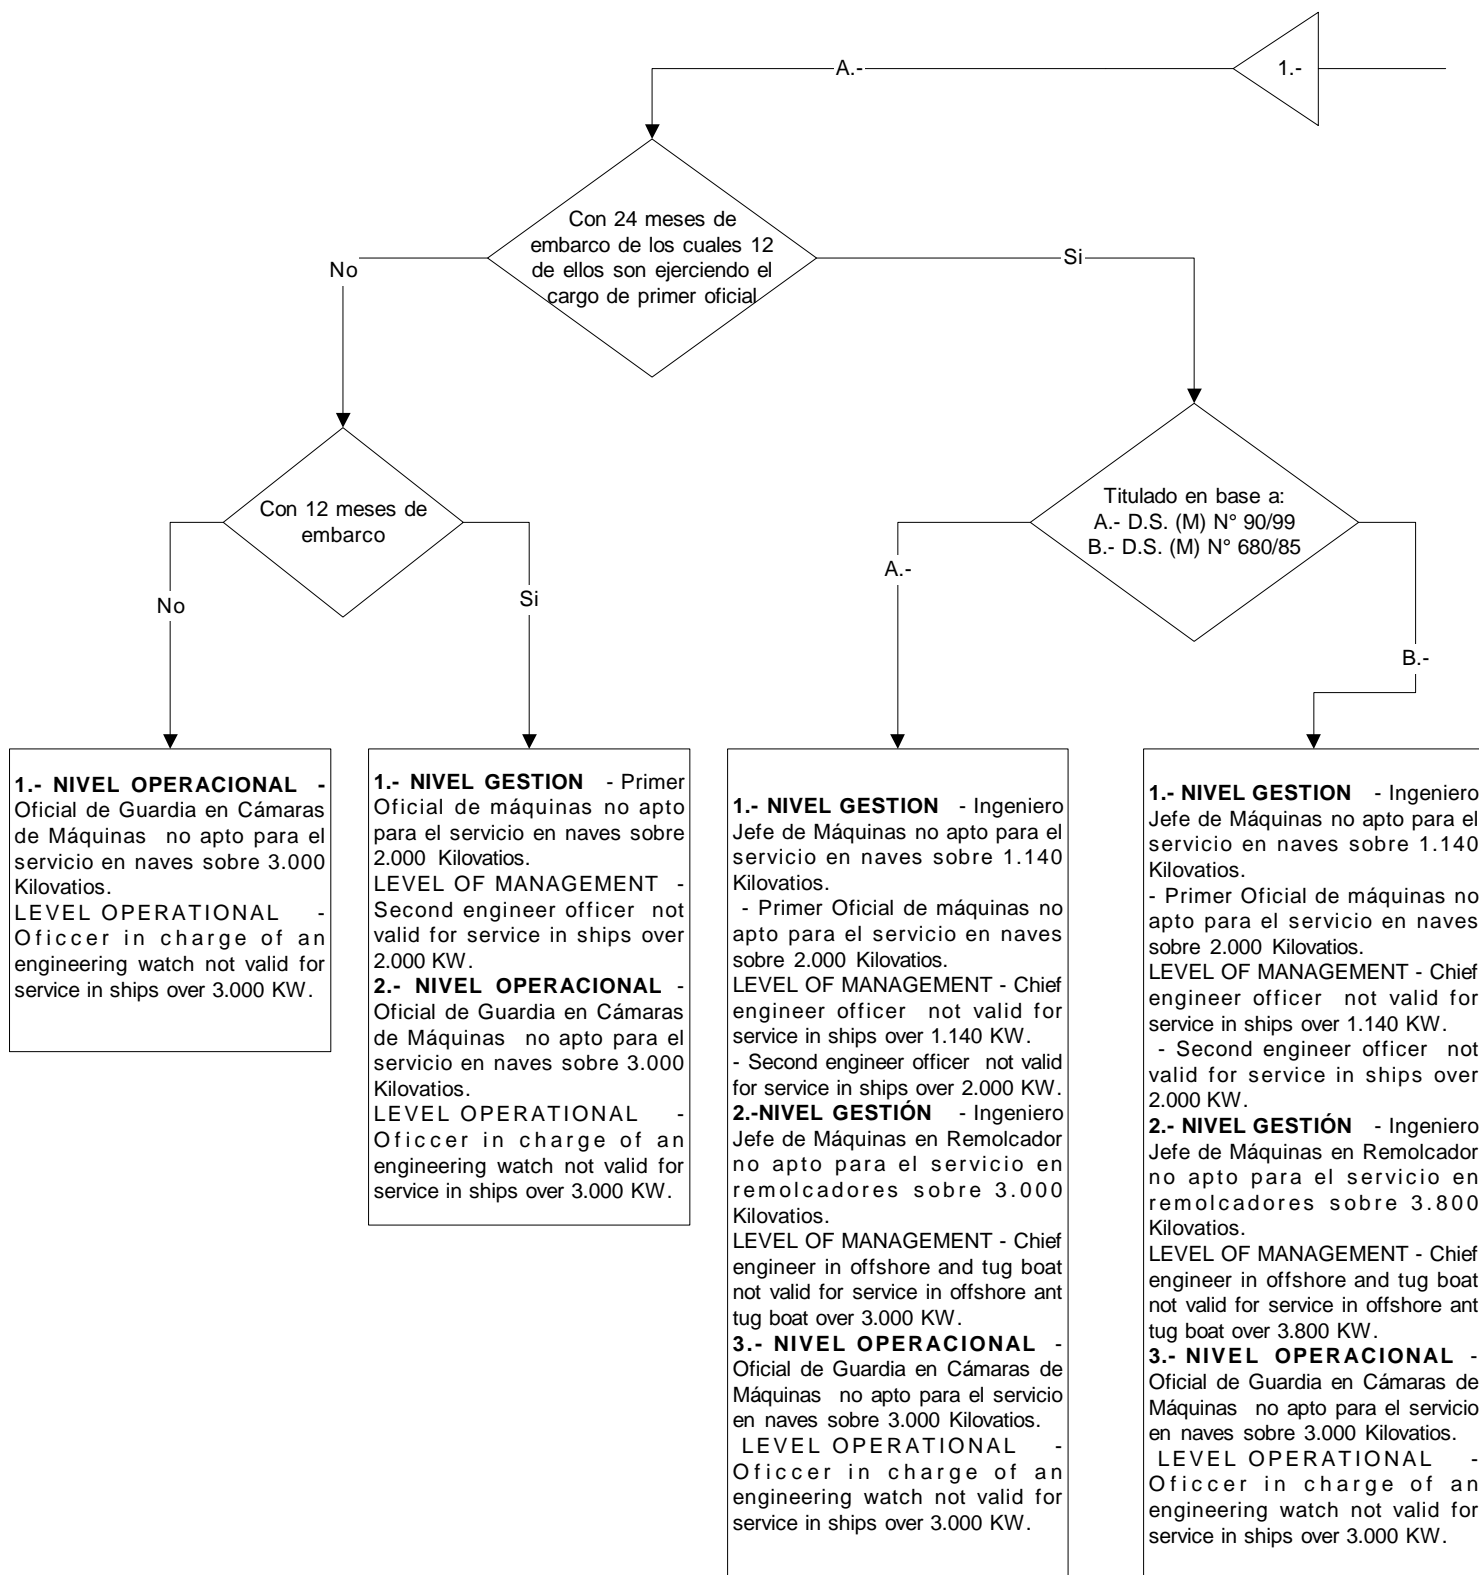 A.-
1.-
Con 24 meses de
embarco de los cuales 12
de ellos son ejerciendo el
cargo de primer oficial
No
Si
Con 12 meses de
embarco
Titulado en base a:
A.- D.S. (M) N° 90/99
B.- D.S. (M) N° 680/85
No
Si
A.-
B.-
1.- NIVEL OPERACIONAL -
Oficial de Guardia en Cámaras
de Máquinas no apto para el
servicio en naves sobre 3.000
Kilovatios.
LEVEL OPERATIONAL -
Oficcer in charge of an
engineering watch not valid for
service in ships over 3.000 KW.
1.- NIVEL GESTION - Primer
Oficial de máquinas no apto
para el servicio en naves sobre
2.000 Kilovatios.
LEVEL OF MANAGEMENT -
Second engineer officer not
valid for service in ships over
2.000 KW.
2.- NIVEL OPERACIONAL -
Oficial de Guardia en Cámaras
de Máquinas no apto para el
servicio en naves sobre 3.000
Kilovatios.
LEVEL OPERATIONAL -
Oficcer in charge of an
engineering watch not valid for
service in ships over 3.000 KW.
1.- NIVEL GESTION - Ingeniero
Jefe de Máquinas no apto para el
servicio en naves sobre 1.140
Kilovatios.
- Primer Oficial de máquinas no
apto para el servicio en naves
sobre 2.000 Kilovatios.
LEVEL OF MANAGEMENT - Chief
engineer officer not valid for
service in ships over 1.140 KW.
- Second engineer officer not valid
for service in ships over 2.000 KW.
2.-NIVEL GESTIÓN - Ingeniero
Jefe de Máquinas en Remolcador
no apto para el servicio en
remolcadores sobre 3.000
Kilovatios.
LEVEL OF MANAGEMENT - Chief
engineer in offshore and tug boat
not valid for service in offshore ant
tug boat over 3.000 KW.
3.- NIVEL OPERACIONAL -
Oficial de Guardia en Cámaras de
Máquinas no apto para el servicio
en naves sobre 3.000 Kilovatios.
LEVEL OPERATIONAL -
Oficcer in charge of an
engineering watch not valid for
service in ships over 3.000 KW.
1.- NIVEL GESTION - Ingeniero
Jefe de Máquinas no apto para el
servicio en naves sobre 1.140
Kilovatios.
- Primer Oficial de máquinas no
apto para el servicio en naves
sobre 2.000 Kilovatios.
LEVEL OF MANAGEMENT - Chief
engineer officer not valid for
service in ships over 1.140 KW.
- Second engineer officer not
valid for service in ships over
2.000 KW.
2.- NIVEL GESTIÓN - Ingeniero
Jefe de Máquinas en Remolcador
no apto para el servicio en
remolcadores sobre 3.800
Kilovatios.
LEVEL OF MANAGEMENT - Chief
engineer in offshore and tug boat
not valid for service in offshore ant
tug boat over 3.800 KW.
3.- NIVEL OPERACIONAL -
Oficial de Guardia en Cámaras de
Máquinas no apto para el servicio
en naves sobre 3.000 Kilovatios.
LEVEL OPERATIONAL -
Oficcer in charge of an
engineering watch not valid for
service in ships over 3.000 KW.